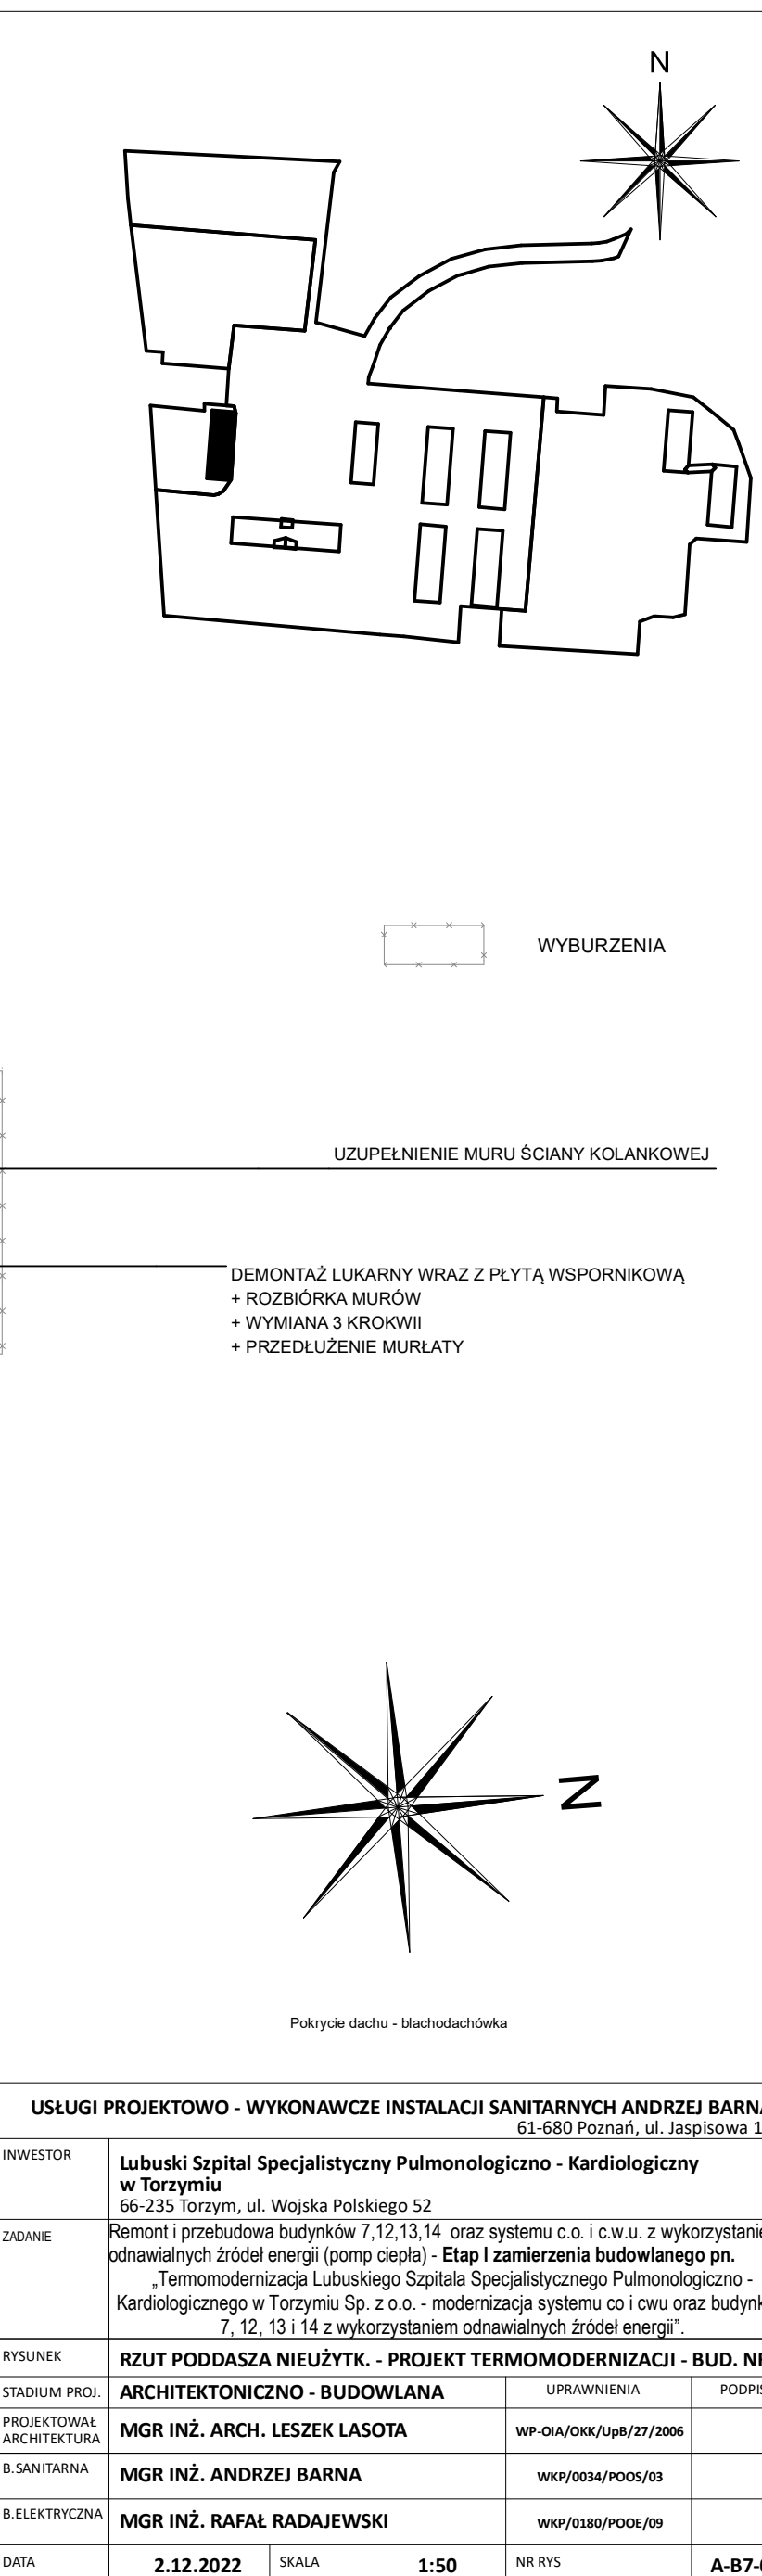 N
WYBURZENIA
UZUPEŁNIENIE MURU ŚCIANY KOLANKOWEJ
DEMONTAŻ LUKARNY WRAZ Z PŁYTĄ WSPORNIKOWĄ
+ ROZBIÓRKA MURÓW
+ WYMIANA 3 KROKWII
+ PRZEDŁUŻENIE MURŁATY
N
Pokrycie dachu - blachodachówka
USŁUGI PROJEKTOWO - WYKONAWCZE INSTALACJI SANITARNYCH ANDRZEJ BARNA
61-680 Poznań, ul. Jaspisowa 1
INWESTOR
Lubuski Szpital Specjalistyczny Pulmonologiczno - Kardiologiczny
w Torzymiu
66-235 Torzym, ul. Wojska Polskiego 52
ZADANIE
Remont i przebudowa budynków 7,12,13,14 oraz systemu c.o. i c.w.u. z wykorzystanie
odnawialnych źródeł energii (pomp ciepła) - Etap I zamierzenia budowlanego pn.
„Termomodernizacja Lubuskiego Szpitala Specjalistycznego Pulmonologiczno -
Kardiologicznego w Torzymiu Sp. z o.o. - modernizacja systemu co i cwu oraz budynk
7, 12, 13 i 14 z wykorzystaniem odnawialnych źródeł energii”.
RYSUNEK RZUT PODDASZA NIEUŻYTK. - PROJEKT TERMOMODERNIZACJI - BUD. NR
STADIUM PROJ. ARCHITEKTONICZNO - BUDOWLANA UPRAWNIENIA PODPIS
PROJEKTOWAŁ
ARCHITEKTURA MGR INŻ. ARCH. LESZEK LASOTA WP-OIA/OKK/UpB/27/2006
B.SANITARNA MGR INŻ. ANDRZEJ BARNA WKP/0034/POOS/03
B.ELEKTRYCZNA MGR INŻ. RAFAŁ RADAJEWSKI WKP/0180/POOE/09
DATA 2.12.2022 SKALA 1:50 NR RYS A-B7-0